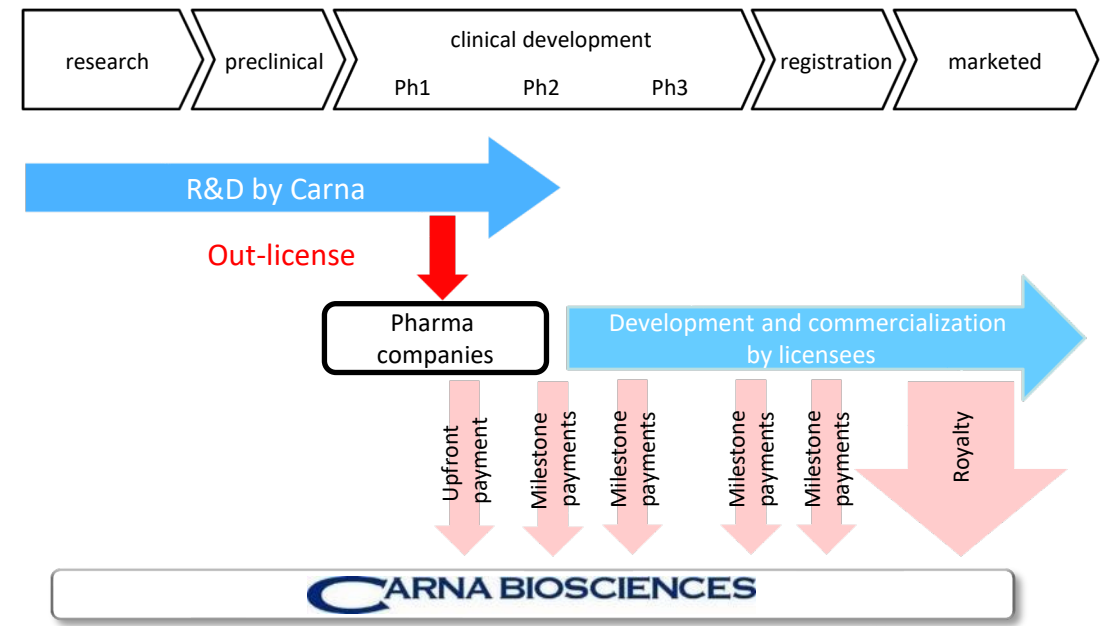 research
preclinical
clinical development
Ph1 Ph2 Ph3
registration
marketed
R&D by Carna
Out-license
Pharma
companies
Development and commercialization
by licensees
Upfront
payment
Milestone
payments
Milestone
payments
Milestone
payments
Milestone
payments
Royalty
CARNA BIOSCIENCES